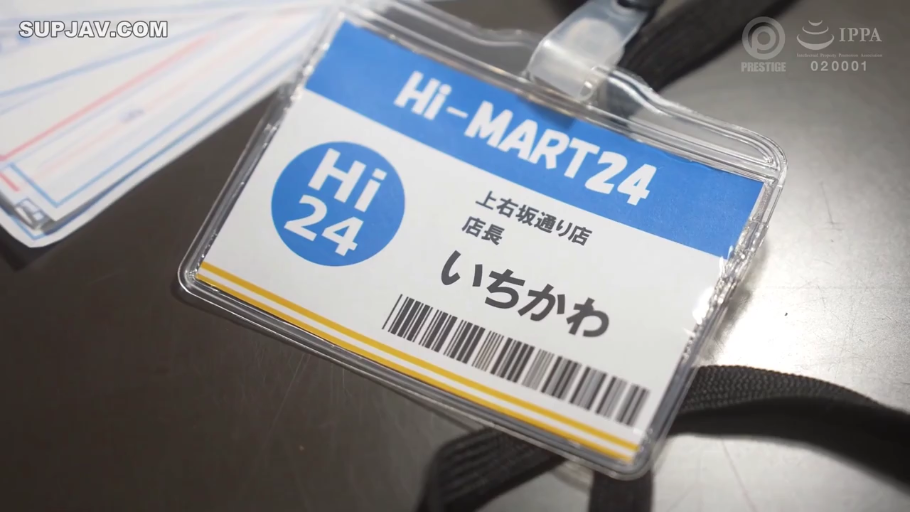 SUPJAV.COM
PRESTIGE
IPPA
020001
Hi-MART24
Hi
24
上右坂通り店
店長
いちかわ